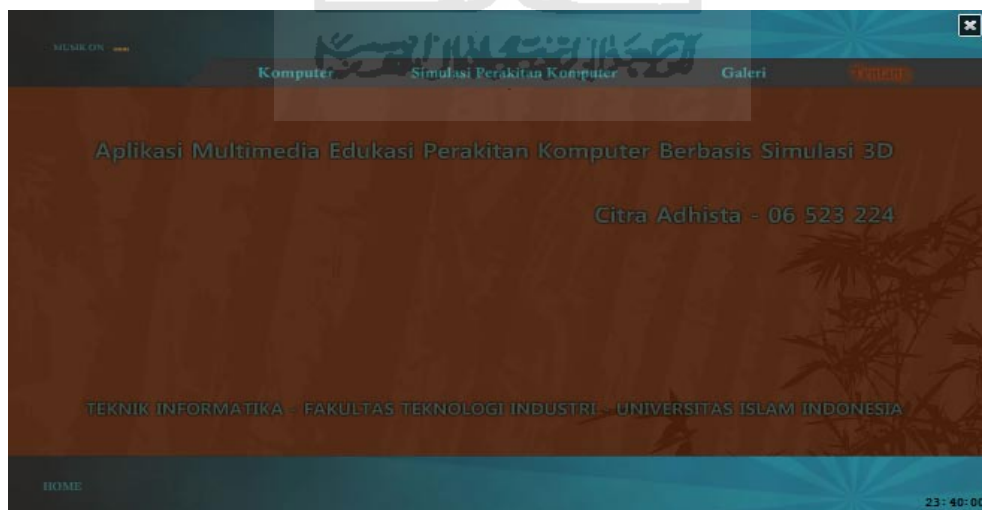 MUSIK ON
Komputer Simulasi Perakitan Komputer Galeri Tentang
Aplikasi Multimedia Edukasi Perakitan Komputer Berbasis Simulasi 3D
Citra Adhista - 06 523 224
TEKNIK INFORMATIKA - FAKULTAS TEKNOLOGI INDUSTRI - UNIVERSITAS ISLAM INDONESIA
HOME
23:40:00